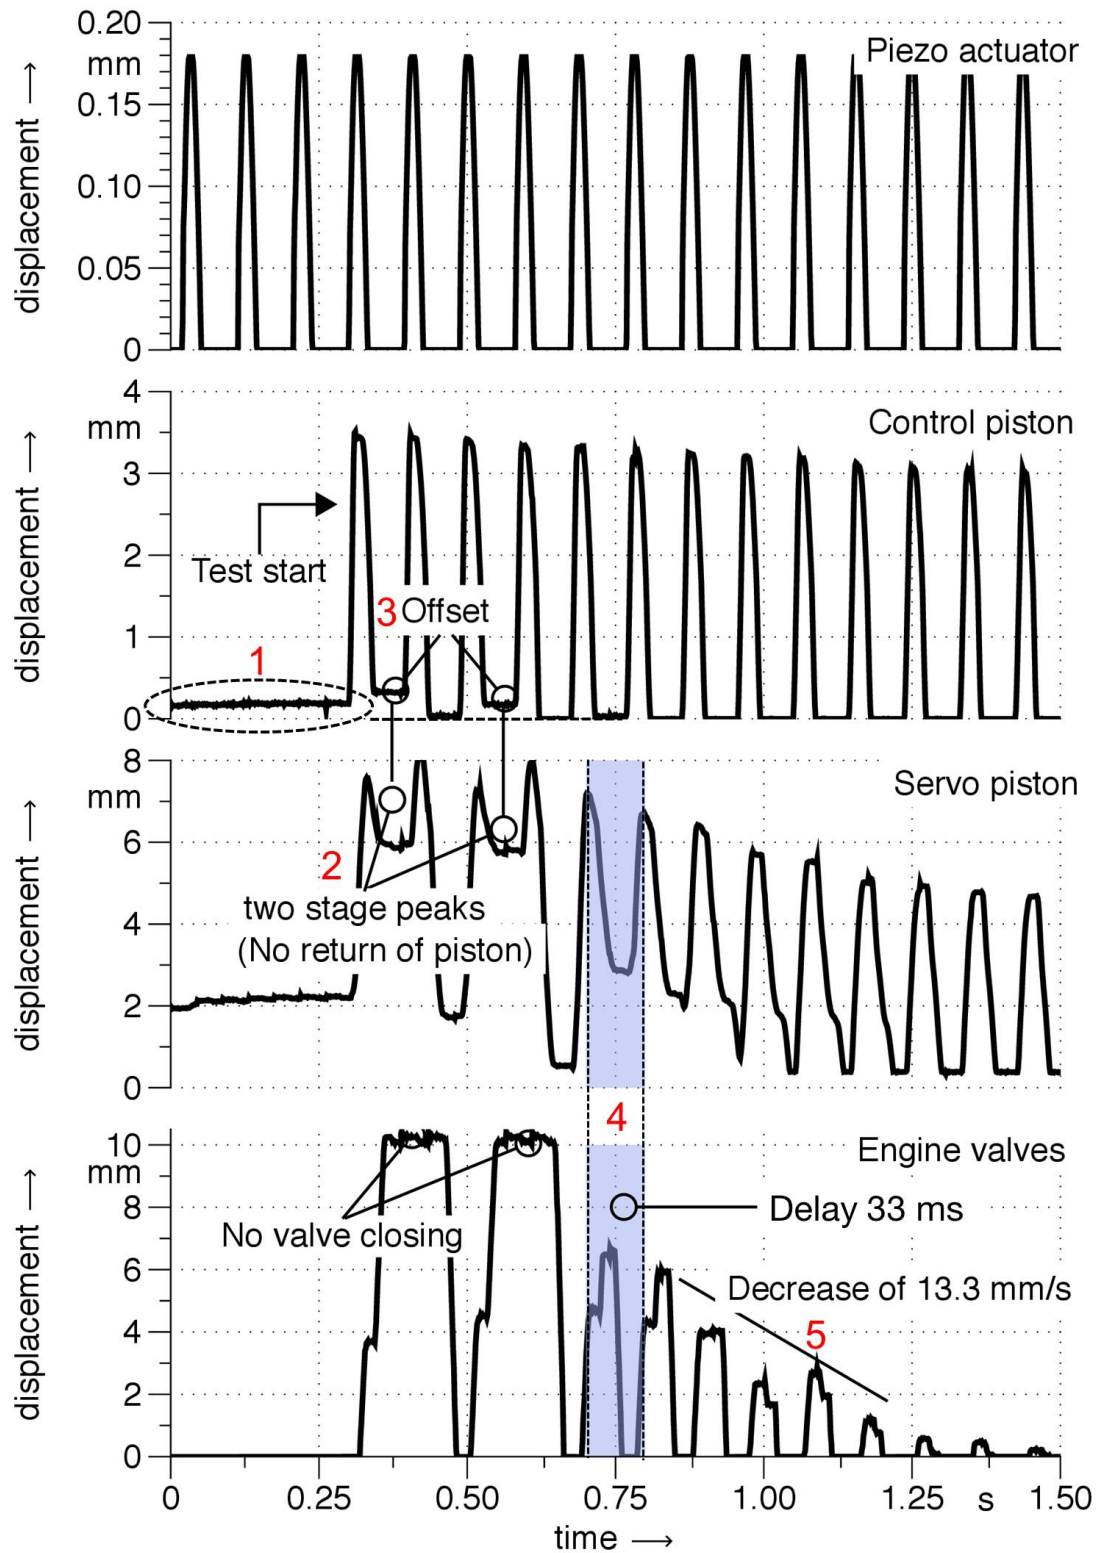 0.20
mm
0.15
0.10
0.05
0
displacement
Piezo actuator
4
mm
3
2
1
0
displacement
Control piston
Test start
3 Offset
1
8
mm
6
4
2
0
displacement
Servo piston
2
two stage peaks
(No return of piston)
4
10
mm
8
6
4
2
0
displacement
Engine valves
Delay 33 ms
No valve closing
Decrease of 13.3 mm/s
5
0 0.25 0.50 0.75 1.00 1.25 s 1.50
time